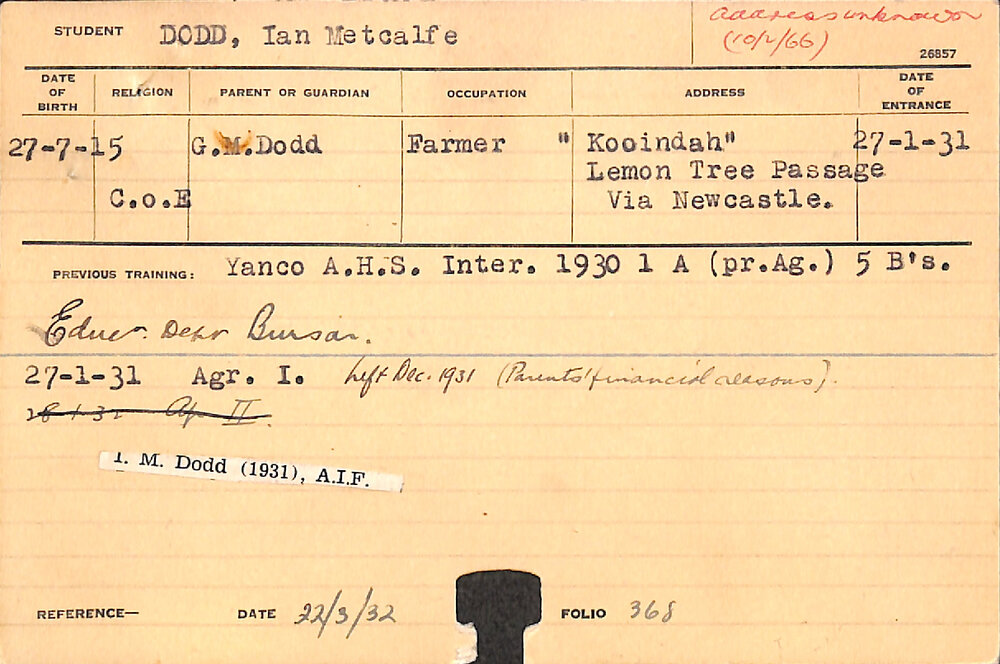 STUDENT DODD, Ian Metcalfe
Address unknown
(10/2/66)
26857
DATE OF BIRTH
RELIGION
PARENT OR GUARDIAN
OCCUPATION
ADDRESS
DATE OF ENTRANCE
27-7-15 G.M.Dodd Farmer "Kooindah" 27-1-31
Lemon Tree Passage
C.o.E Via Newcastle.
PREVIOUS TRAINING: Yanco A.H.S. Inter. 1930 1 A (pr.Ag.) 5 B's.
Educn. Dept Bursar.
27-1-31 Agr. I. Left Dec. 1931 (Parents' financial reasons).
II.
I. M. Dodd (1931), A.I.F.
REFERENCE— DATE 22/3/32 FOLIO 368